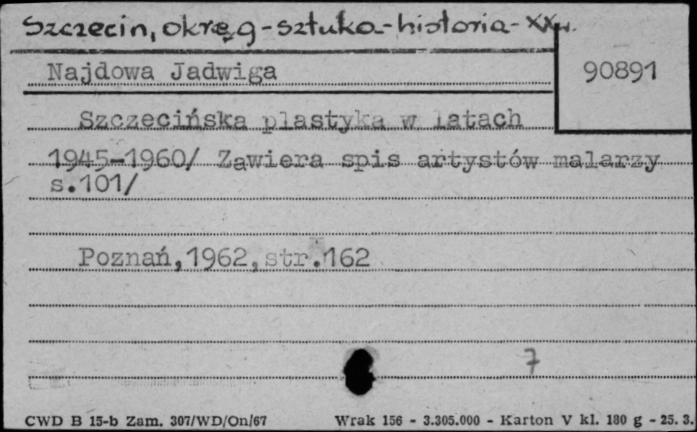 Szczecin, okręg - sztuka - historia - XX w.
Najdowa Jadwiga
90891
Szczecińska plastyka w latach
1945-1960/ Zawiera spis artystów malarzy
s.101/
Poznań,1962,str.162
7
CWD B 15-b Zam. 307/WD/On/67 Wrak 156 - 3.305.000 - Karton V kl. 180 g - 25.3.